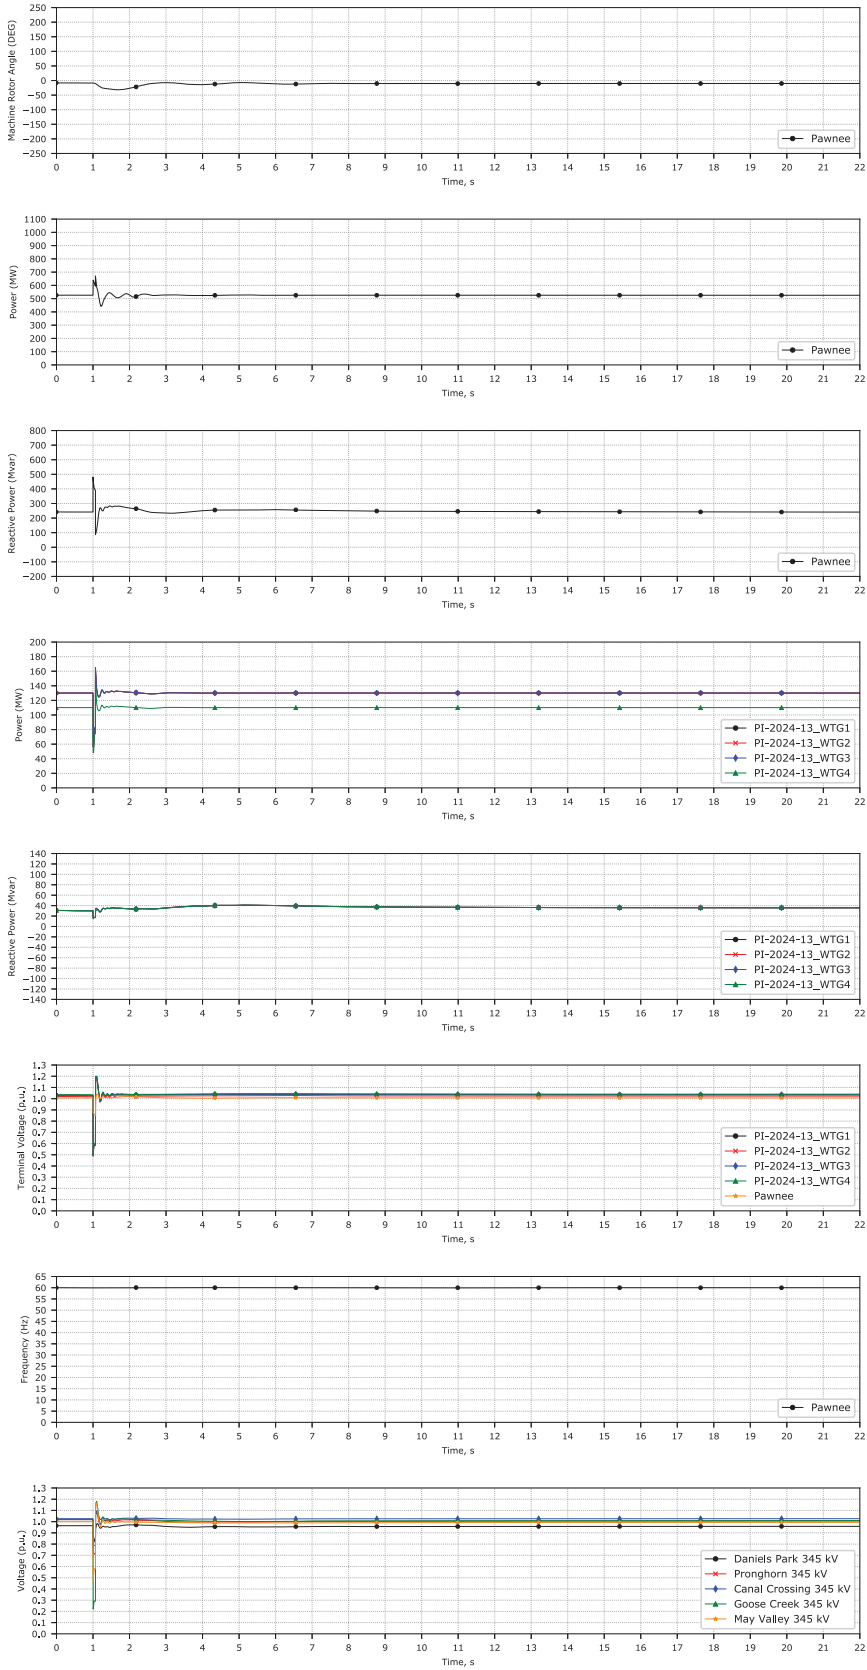 Machine Rotor Angle (DEG)
250
200
150
100
50
0
−50
−100
−150
−200
−250
Pawnee
0 1 2 3 4 5 6 7 8 9 10 11 12 13 14 15 16 17 18 19 20 21 22
Time, s
Power (MW)
1100
1000
900
800
700
600
500
400
300
200
100
0
Pawnee
0 1 2 3 4 5 6 7 8 9 10 11 12 13 14 15 16 17 18 19 20 21 22
Time, s
Reactive Power (Mvar)
800
700
600
500
400
300
200
100
0
−100
−200
Pawnee
0 1 2 3 4 5 6 7 8 9 10 11 12 13 14 15 16 17 18 19 20 21 22
Time, s
Power (MW)
200
180
160
140
120
100
80
60
40
20
0
PI-2024-13_WTG1
PI-2024-13_WTG2
PI-2024-13_WTG3
PI-2024-13_WTG4
0 1 2 3 4 5 6 7 8 9 10 11 12 13 14 15 16 17 18 19 20 21 22
Time, s
Reactive Power (Mvar)
140
120
100
80
60
40
20
0
−20
−40
−60
−80
−100
−120
−140
PI-2024-13_WTG1
PI-2024-13_WTG2
PI-2024-13_WTG3
PI-2024-13_WTG4
0 1 2 3 4 5 6 7 8 9 10 11 12 13 14 15 16 17 18 19 20 21 22
Time, s
Terminal Voltage (p.u.)
1.3
1.2
1.1
1.0
0.9
0.8
0.7
0.6
0.5
0.4
0.3
0.2
0.1
0.0
PI-2024-13_WTG1
PI-2024-13_WTG2
PI-2024-13_WTG3
PI-2024-13_WTG4
Pawnee
0 1 2 3 4 5 6 7 8 9 10 11 12 13 14 15 16 17 18 19 20 21 22
Time, s
Frequency (Hz)
65
60
55
50
45
40
35
30
25
20
15
10
5
0
Pawnee
0 1 2 3 4 5 6 7 8 9 10 11 12 13 14 15 16 17 18 19 20 21 22
Time, s
Voltage (p.u.)
1.3
1.2
1.1
1.0
0.9
0.8
0.7
0.6
0.5
0.4
0.3
0.2
0.1
0.0
Daniels Park 345 kV
Pronghorn 345 kV
Canal Crossing 345 kV
Goose Creek 345 kV
May Valley 345 kV
0 1 2 3 4 5 6 7 8 9 10 11 12 13 14 15 16 17 18 19 20 21 22
Time, s